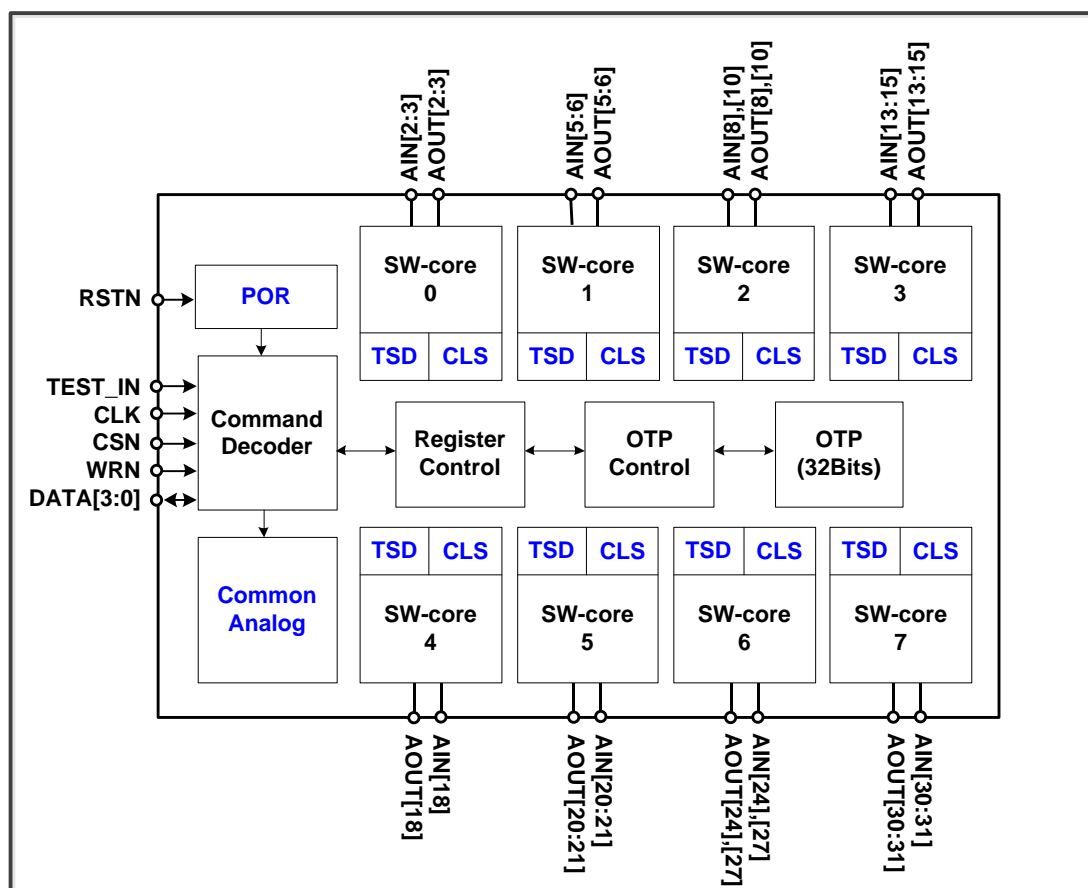 AIN[2:3]
AOUT[2:3]
AIN[5:6]
AOUT[5:6]
AIN[8],[10]
AOUT[8],[10]
AIN[13:15]
AOUT[13:15]
SW-core
0
SW-core
1
SW-core
2
SW-core
3
TSD
CLS
TSD
CLS
TSD
CLS
TSD
CLS
RSTN
POR
TEST_IN
CLK
CSN
WRN
DATA[3:0]
Command
Decoder
Register
Control
OTP
Control
OTP
(32Bits)
Common
Analog
TSD
CLS
TSD
CLS
TSD
CLS
TSD
CLS
SW-core
4
SW-core
5
SW-core
6
SW-core
7
AOUT[18]
AIN[18]
AOUT[20:21]
AIN[20:21]
AOUT[24],[27]
AIN[24],[27]
AOUT[30:31]
AIN[30:31]